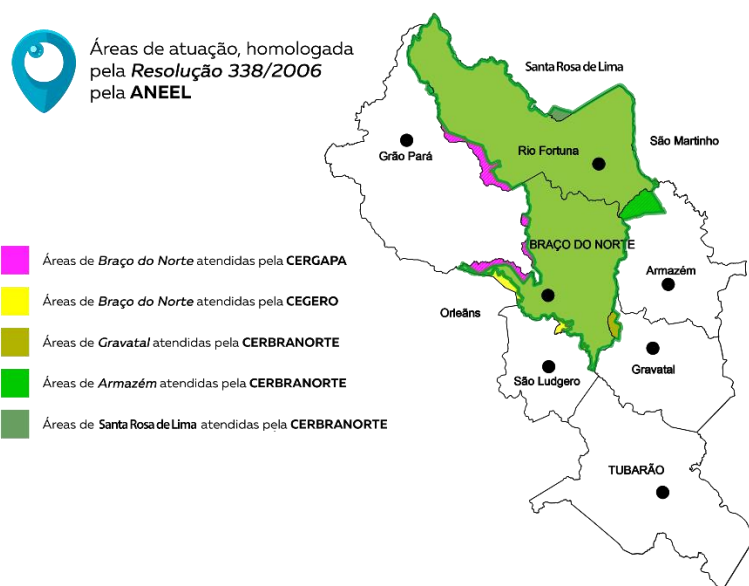 Áreas de atuação, homologada
pela Resolução 338/2006
pela ANEEL
Santa Rosa de Lima
São Martinho
Rio Fortuna
Grão Pará
BRAÇO DO NORTE
Armazém
Orleãns
Gravatal
São Ludgero
TUBARÃO
Áreas de Braço do Norte atendidas pela CERGAPA
Áreas de Braço do Norte atendidas pela CEGERO
Áreas de Gravatal atendidas pela CERBRANORTE
Áreas de Armazém atendidas pela CERBRANORTE
Áreas de Santa Rosa de Lima atendidas pela CERBRANORTE